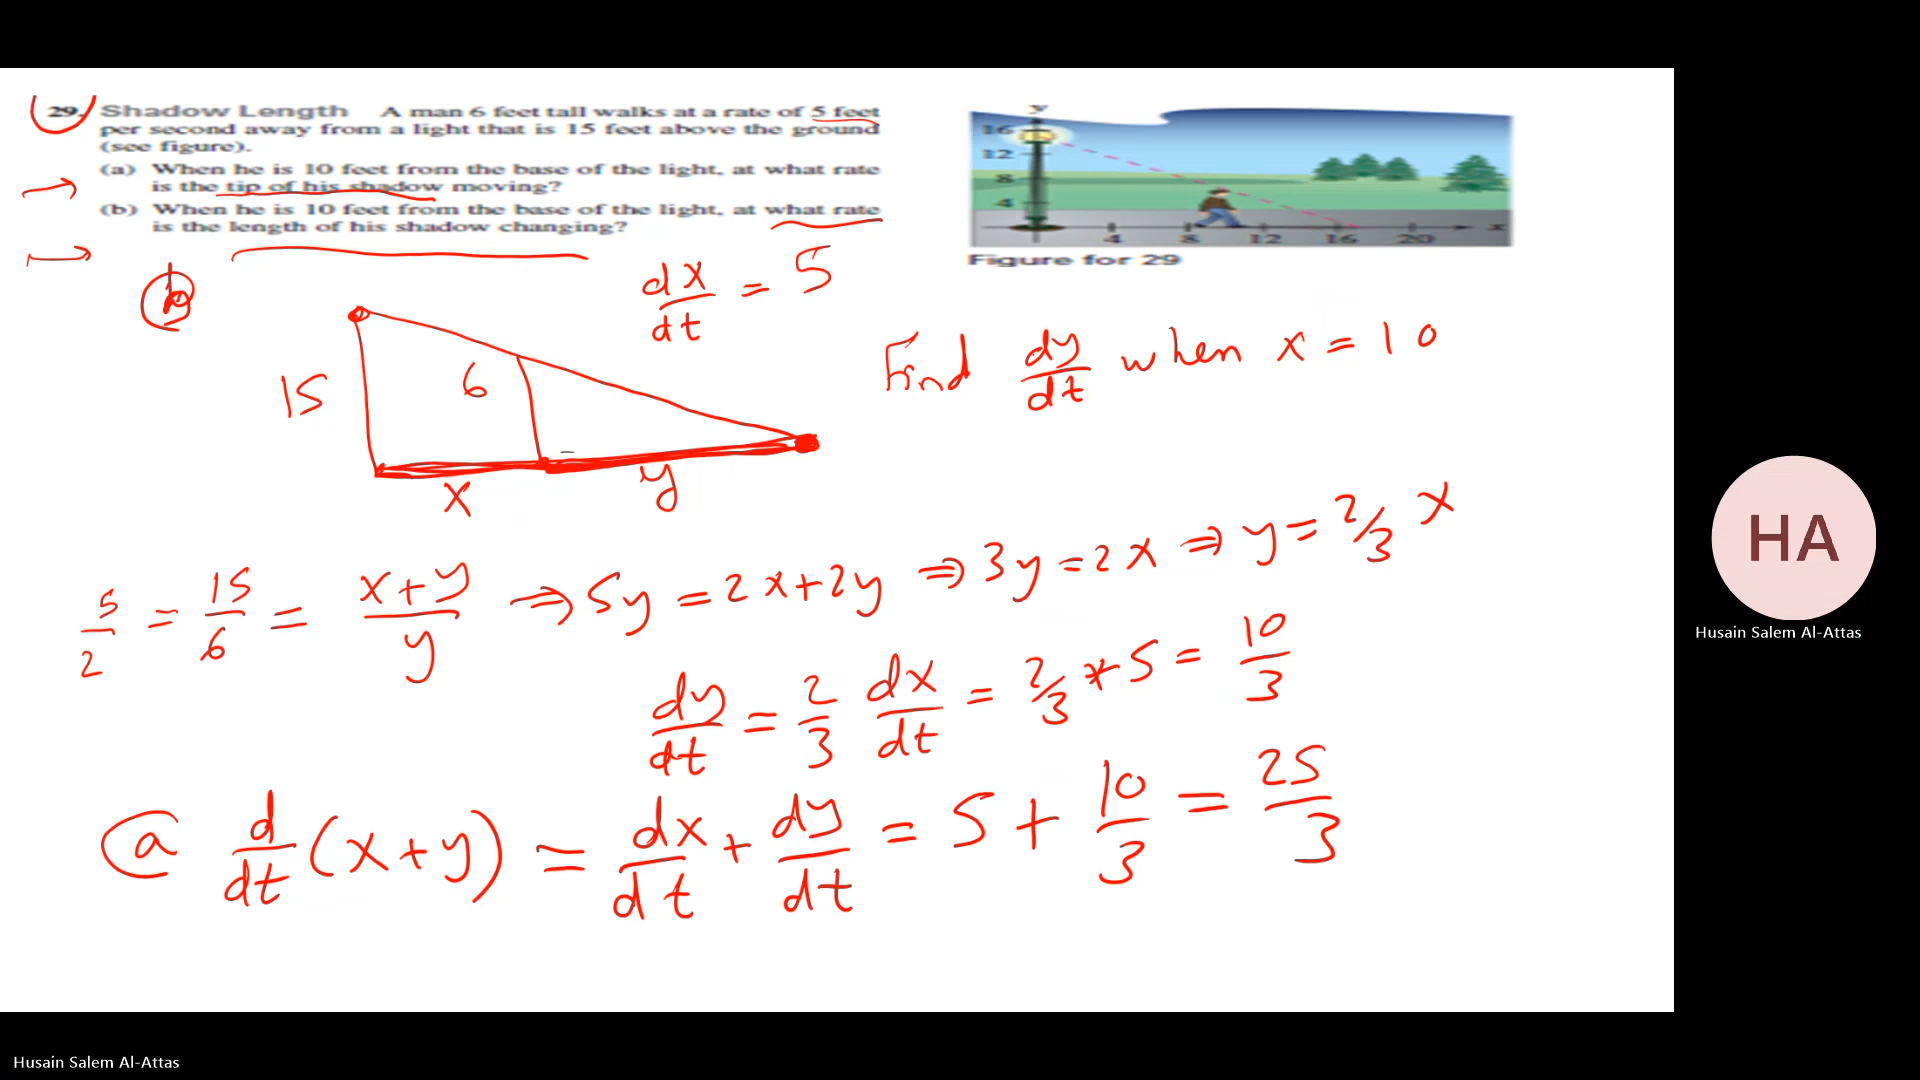 29. Shadow Length A man 6 feet tall walks at a rate of 5 feet
per second away from a light that is 15 feet above the ground
(see figure).
(a) When he is 10 feet from the base of the light, at what rate
is the tip of his shadow moving?
(b) When he is 10 feet from the base of the light, at what rate
is the length of his shadow changing?
y
16
12
8
4
4 8 12 16 20 x
Figure for 29
b
dx/dt = 5
Find dy/dt when x = 10
15
6
x
y
5/2 = 15/6 = (x+y)/y ⇒ 5y = 2x+2y ⇒ 3y = 2x ⇒ y = 2/3 x
dy/dt = 2/3 dx/dt = 2/3 * 5 = 10/3
a d/dt (x+y) = dx/dt + dy/dt = 5 + 10/3 = 25/3
HA
Husain Salem Al-Attas
Husain Salem Al-Attas